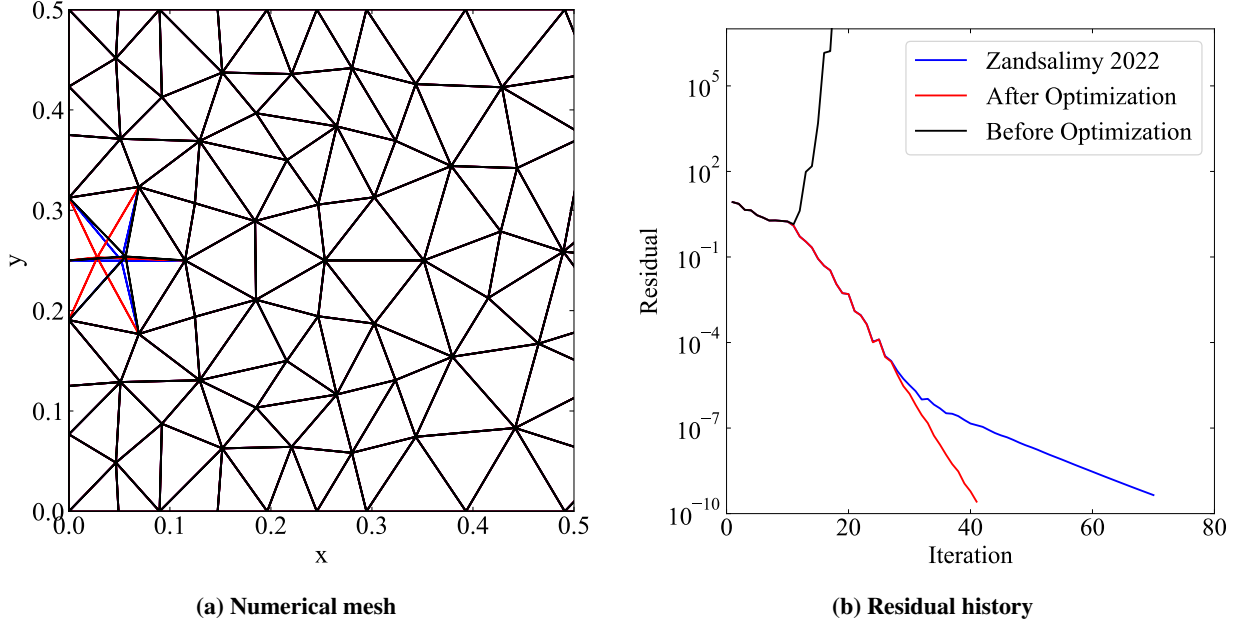 0.5
0.4
0.3
0.2
0.1
0.0
y
0.0
0.1
0.2
0.3
0.4
0.5
x
(a) Numerical mesh
10^5
10^2
10^-1
10^-4
10^-7
10^-10
Residual
Zandsalimy 2022
After Optimization
Before Optimization
0
20
40
60
80
Iteration
(b) Residual history